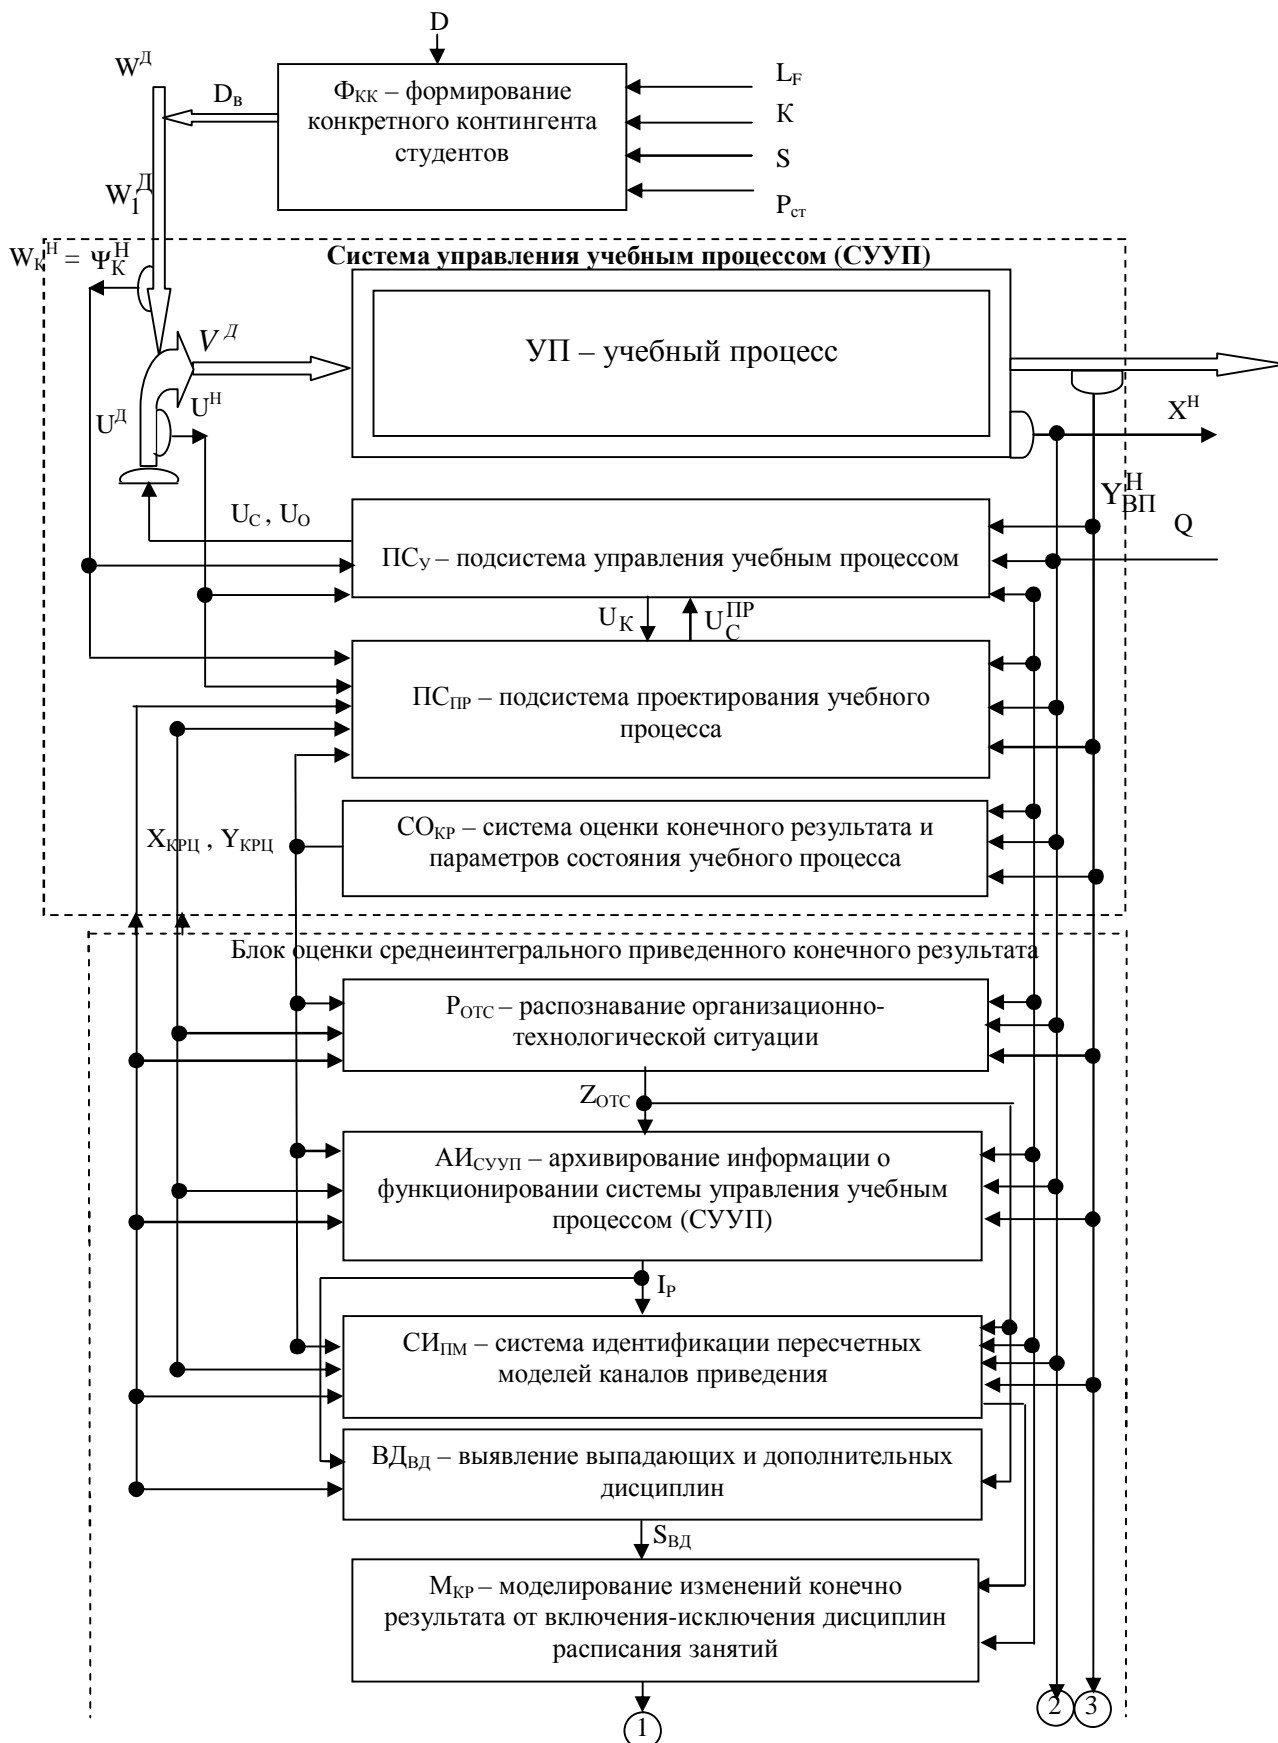 D
W^Д
D_в
Ф_КК – формирование
конкретного контингента
студентов
L_F
К
S
P_ст
W_1^Д
W_К^Н = Ψ_К^Н
Система управления учебным процессом (СУУП)
УП – учебный процесс
V^Д
U^Н
U^Д
X^Н
Y_ВП^Н
Q
U_С , U_О
ПС_У – подсистема управления учебным процессом
U_К
U_С^ПР
ПС_ПР – подсистема проектирования учебного
процесса
X_КРЦ , Y_КРЦ
СО_КР – система оценки конечного результата и
параметров состояния учебного процесса
Блок оценки среднеинтегрального приведенного конечного результата
Р_ОТС – распознавание организационно-
технологической ситуации
Z_ОТС
АИ_СУУП – архивирование информации о
функционировании системы управления учебным
процессом (СУУП)
I_Р
СИ_ПМ – система идентификации пересчетных
моделей каналов приведения
ВД_ВД – выявление выпадающих и дополнительных
дисциплин
S_ВД
М_КР – моделирование изменений конечно
результата от включения-исключения дисциплин
расписания занятий
1
2
3